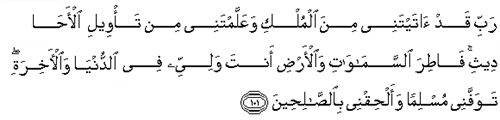 رَبِّ قَدۡ ءَاتَيۡتَنِي مِنَ ٱلۡمُلۡكِ وَعَلَّمۡتَنِي مِن تَأۡوِيلِ ٱلۡأَحَا
دِيثِۚ فَاطِرَ ٱلسَّمَٰوَٰتِ وَٱلۡأَرۡضِ أَنتَ وَلِيِّۦ فِي ٱلدُّنۡيَا وَٱلۡأَخِرَةِۖ
تَوَفَّنِي مُسۡلِمٗا وَأَلۡحِقۡنِي بِٱلصَّٰلِحِينَ ١٠١